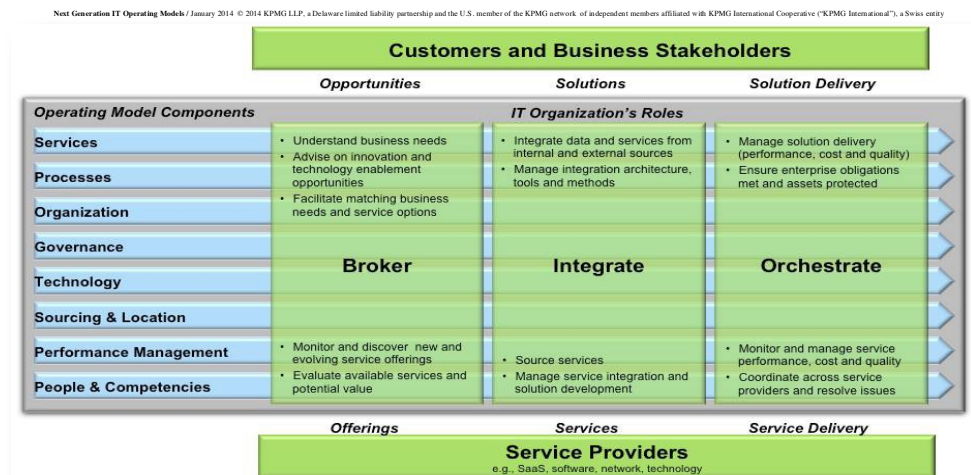 Next Generation IT Operating Models / January 2014 © 2014 KPMG LLP, a Delaware limited liability partnership and the U.S. member of the KPMG network of independent members affiliated with KPMG International Cooperative ("KPMG International"), a Swiss entity
Customers and Business Stakeholders
Opportunities
Solutions
Solution Delivery
Operating Model Components
IT Organization's Roles
Services
Processes
Organization
Governance
Technology
Sourcing & Location
Performance Management
People & Competencies
• Understand business needs
• Advise on innovation and
technology enablement
opportunities
• Facilitate matching business
needs and service options
Broker
• Monitor and discover new and
evolving service offerings
• Evaluate available services and
potential value
• Integrate data and services from
internal and external sources
• Manage integration architecture,
tools and methods
Integrate
• Source services
• Manage service integration and
solution development
• Manage solution delivery
(performance, cost and quality)
• Ensure enterprise obligations
met and assets protected
Orchestrate
• Monitor and manage service
performance, cost and quality
• Coordinate across service
providers and resolve issues
Offerings
Services
Service Delivery
Service Providers
e.g., SaaS, software, network, technology